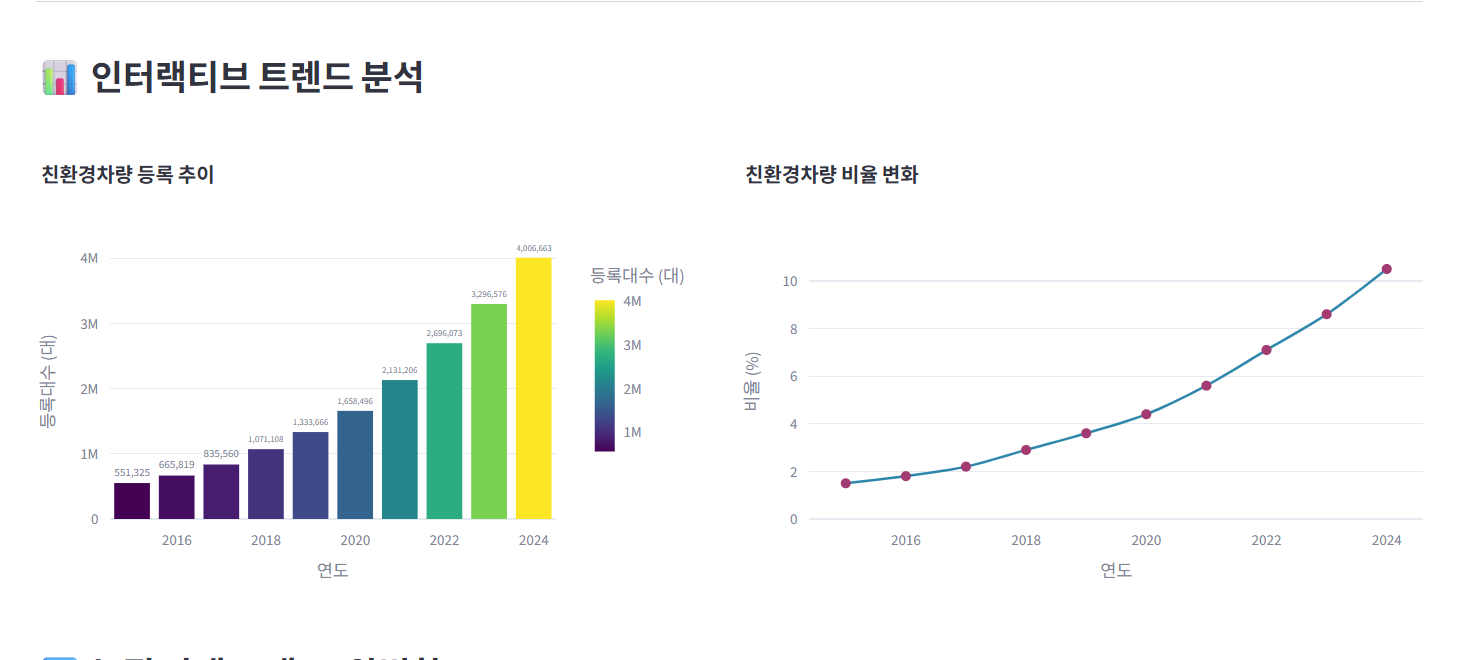 인터랙티브 트렌드 분석
친환경차량 등록 추이
등록대수 (대)
4M
3M
2M
1M
0
551,325
665,819
835,560
1,071,108
1,333,666
1,658,496
2,131,206
2,696,073
3,296,576
4,006,663
2016
2018
2020
2022
2024
연도
등록대수 (대)
4M
3M
2M
1M
친환경차량 비율 변화
비율 (%)
10
8
6
4
2
0
2016
2018
2020
2022
2024
연도